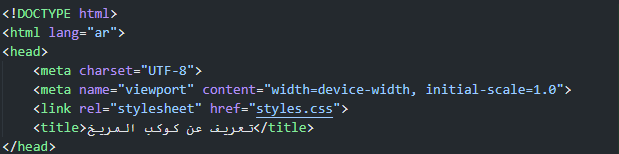 <!DOCTYPE html>
<html lang="ar">
<head>
    <meta charset="UTF-8">
    <meta name="viewport" content="width=device-width, initial-scale=1.0">
    <link rel="stylesheet" href="styles.css">
    <title>تعريف عن كوكب المريخ</title>
</head>